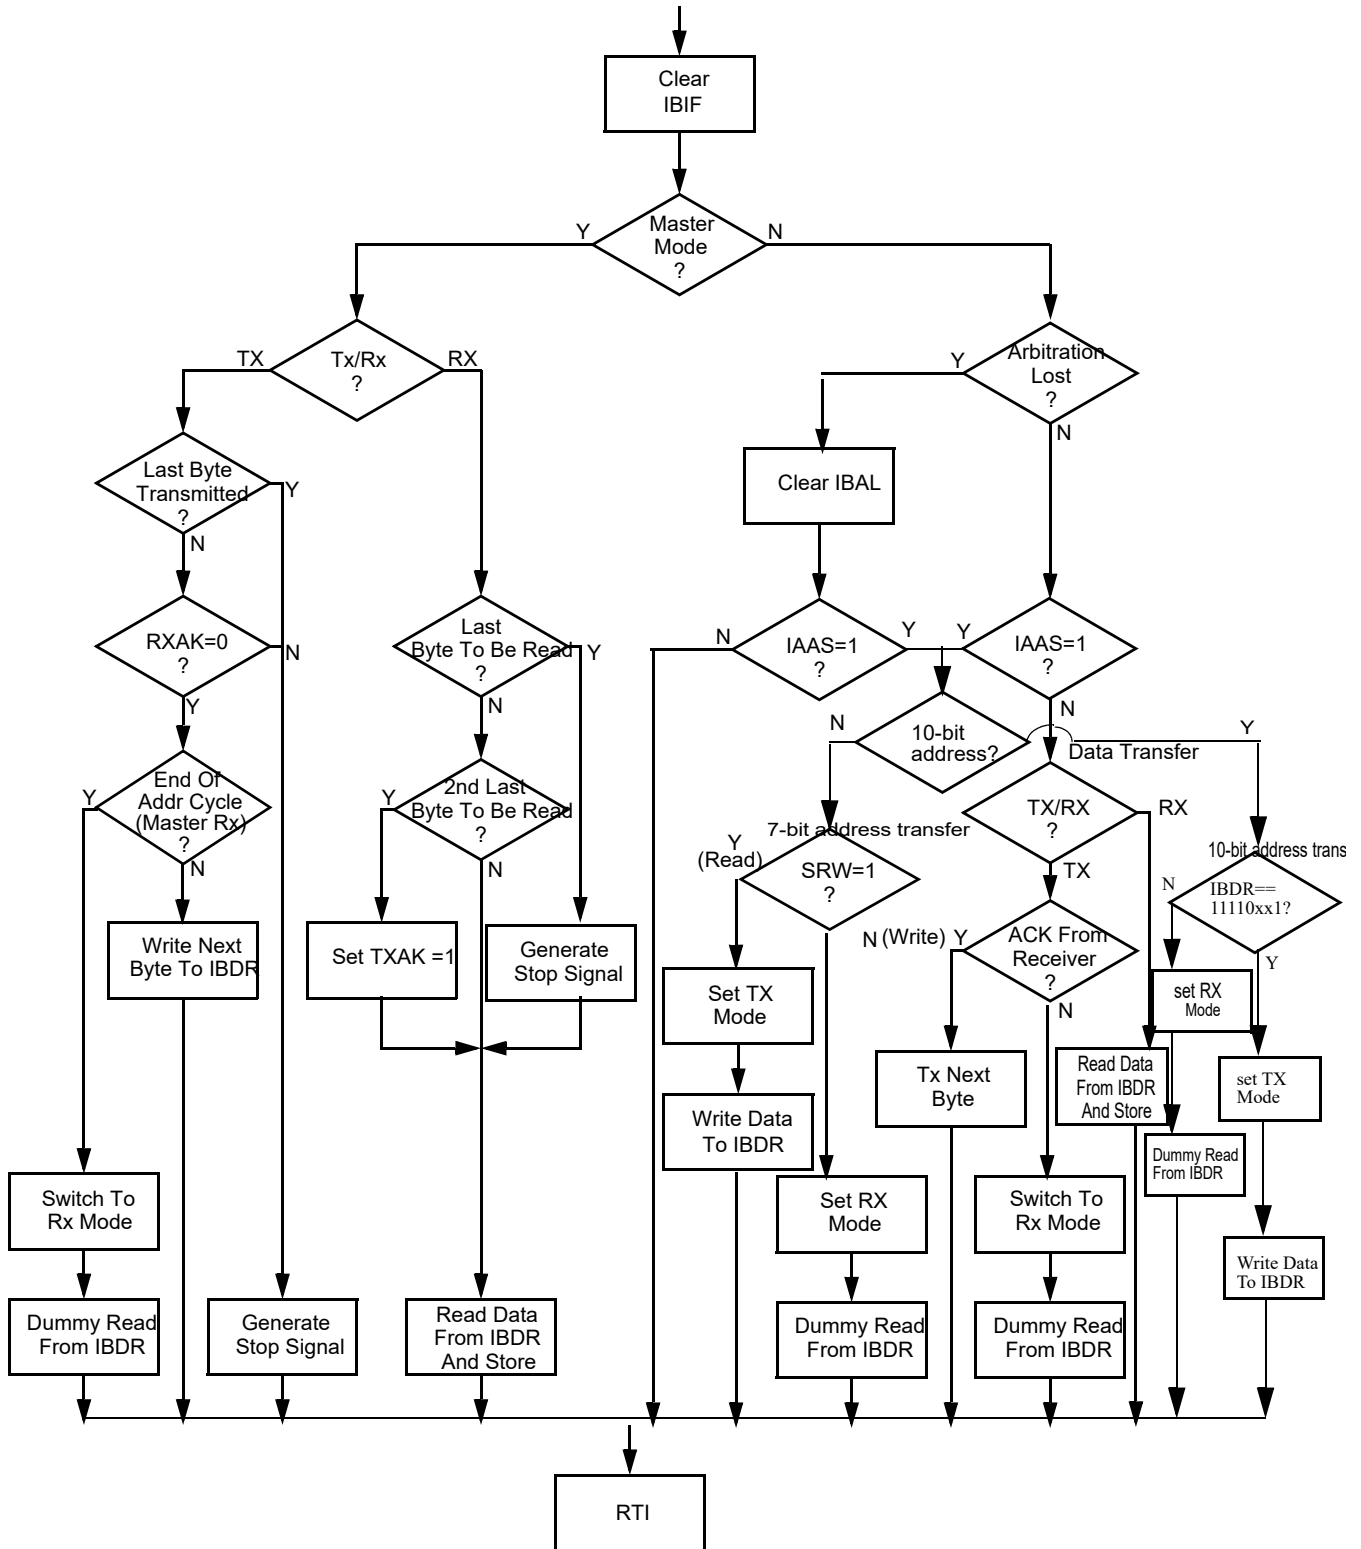 Clear
IBIF
Master
Mode
?
Y
N
Tx/Rx
?
TX
RX
Arbitration
Lost
?
Y
N
Last Byte
Transmitted
?
Y
N
Clear IBAL
RXAK=0
?
N
Y
Last
Byte To Be Read
?
Y
N
IAAS=1
?
N
Y
IAAS=1
?
Y
N
10-bit
address?
N
Y
Data Transfer
End Of
Addr Cycle
(Master Rx)
?
Y
N
2nd Last
Byte To Be Read
?
Y
N
TX/RX
?
RX
TX
7-bit address transfer
Y
(Read)
SRW=1
?
N (Write)
10-bit address trans
IBDR==
11110xx1?
N
Y
Write Next
Byte To IBDR
Set TXAK =1
Generate
Stop Signal
ACK From
Receiver
?
Y
N
Set TX
Mode
set RX
Mode
Tx Next
Byte
Read Data
From IBDR
And Store
set TX
Mode
Write Data
To IBDR
Dummy Read
From IBDR
Switch To
Rx Mode
Set RX
Mode
Switch To
Rx Mode
Write Data
To IBDR
Dummy Read
From IBDR
Generate
Stop Signal
Read Data
From IBDR
And Store
Dummy Read
From IBDR
Dummy Read
From IBDR
RTI